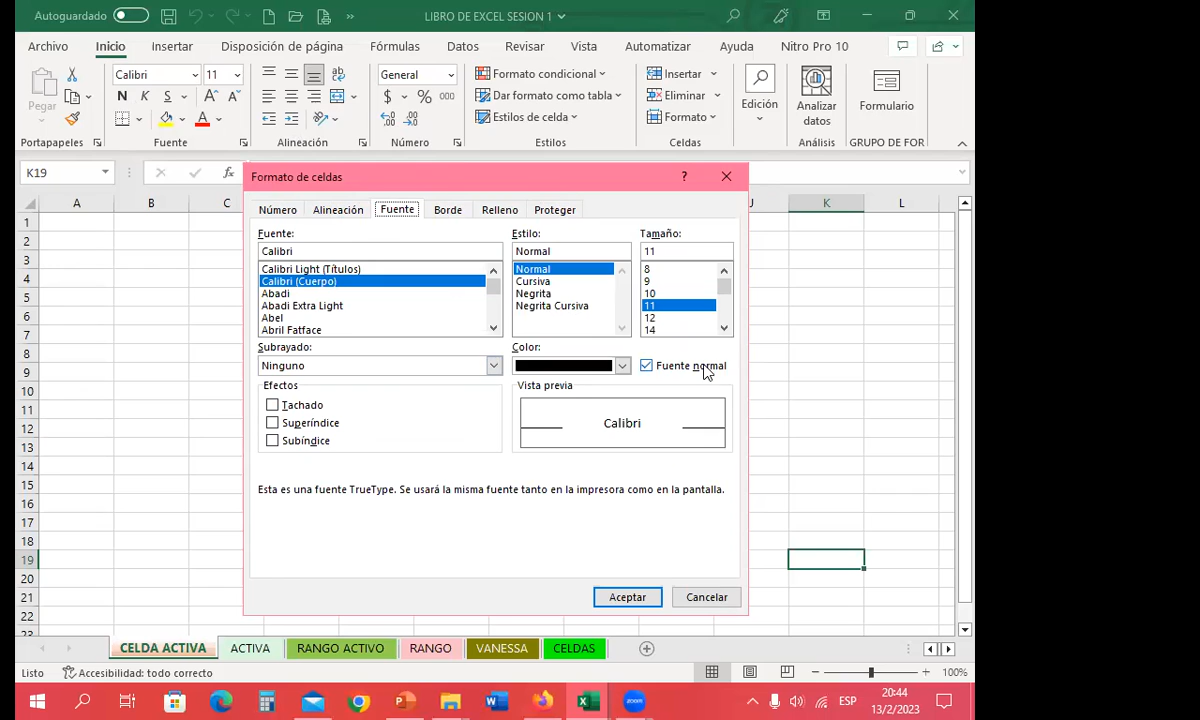 Autoguardado
LIBRO DE EXCEL SESION 1
Archivo Inicio Insertar Disposición de página Fórmulas Datos Revisar Vista Automatizar Ayuda Nitro Pro 10
Pegar
Calibri 11
N K S A A
ab
General
$ % 000
Formato condicional
Dar formato como tabla
Estilos de celda
Insertar
Eliminar
Formato
Edición
Analizar
datos
Formulario
Portapapeles Fuente Alineación Número Estilos Celdas Análisis GRUPO DE FOR
K19 fx
A B C J K L
1
2
3
4
5
6
7
8
9
10
11
12
13
14
15
16
17
18
19
20
21
22
23
Formato de celdas ?
Número Alineación Fuente Borde Relleno Proteger
Fuente: Estilo: Tamaño:
Calibri Normal 11
Calibri Light (Títulos) Normal 8
Calibri (Cuerpo) Cursiva 9
Abadi Negrita 10
Abadi Extra Light Negrita Cursiva 11
Abel 12
Abril Fatface 14
Subrayado: Color:
Ninguno Fuente normal
Efectos Vista previa
Tachado
Superíndice Calibri
Subíndice
Esta es una fuente TrueType. Se usará la misma fuente tanto en la impresora como en la pantalla.
Aceptar Cancelar
CELDA ACTIVA ACTIVA RANGO ACTIVO RANGO VANESSA CELDAS
Listo Accesibilidad: todo correcto 100%
zoom
ESP
20:44
13/2/2023